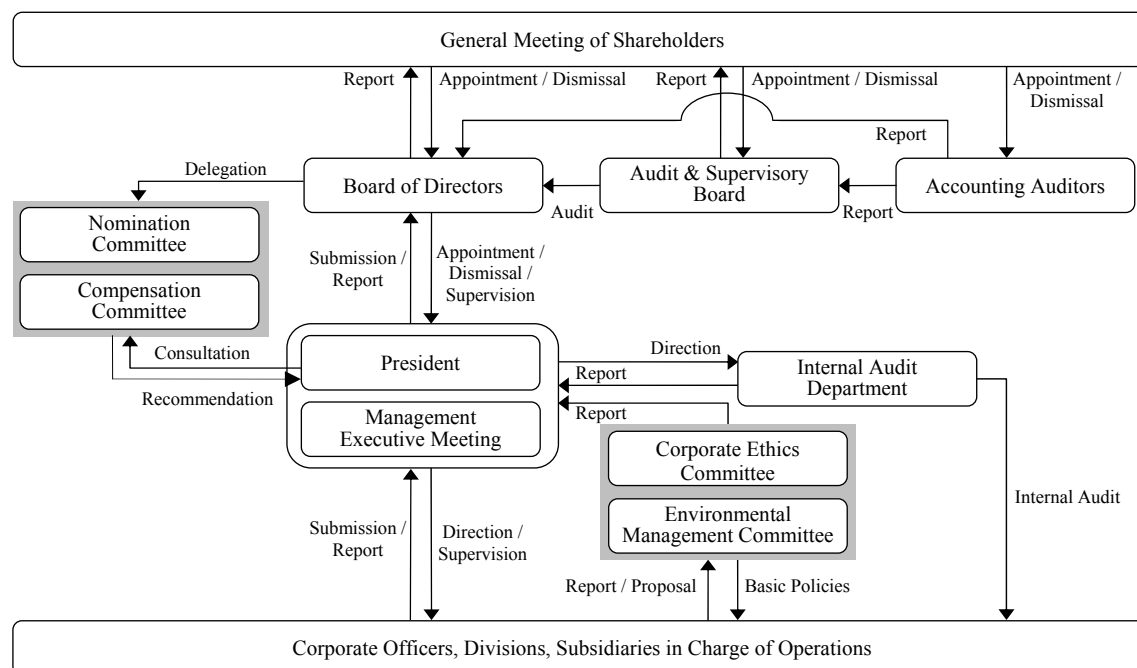 General Meeting of Shareholders
Report
Appointment / Dismissal
Report
Appointment / Dismissal
Appointment /
Dismissal
Report
Delegation
Board of Directors
Audit & Supervisory
Board
Accounting Auditors
Audit
Report
Nomination
Committee
Compensation
Committee
Submission /
Report
Appointment /
Dismissal /
Supervision
Consultation
Recommendation
President
Management
Executive Meeting
Direction
Report
Report
Internal Audit
Department
Corporate Ethics
Committee
Environmental
Management Committee
Internal Audit
Submission /
Report
Direction /
Supervision
Report / Proposal
Basic Policies
Corporate Officers, Divisions, Subsidiaries in Charge of Operations